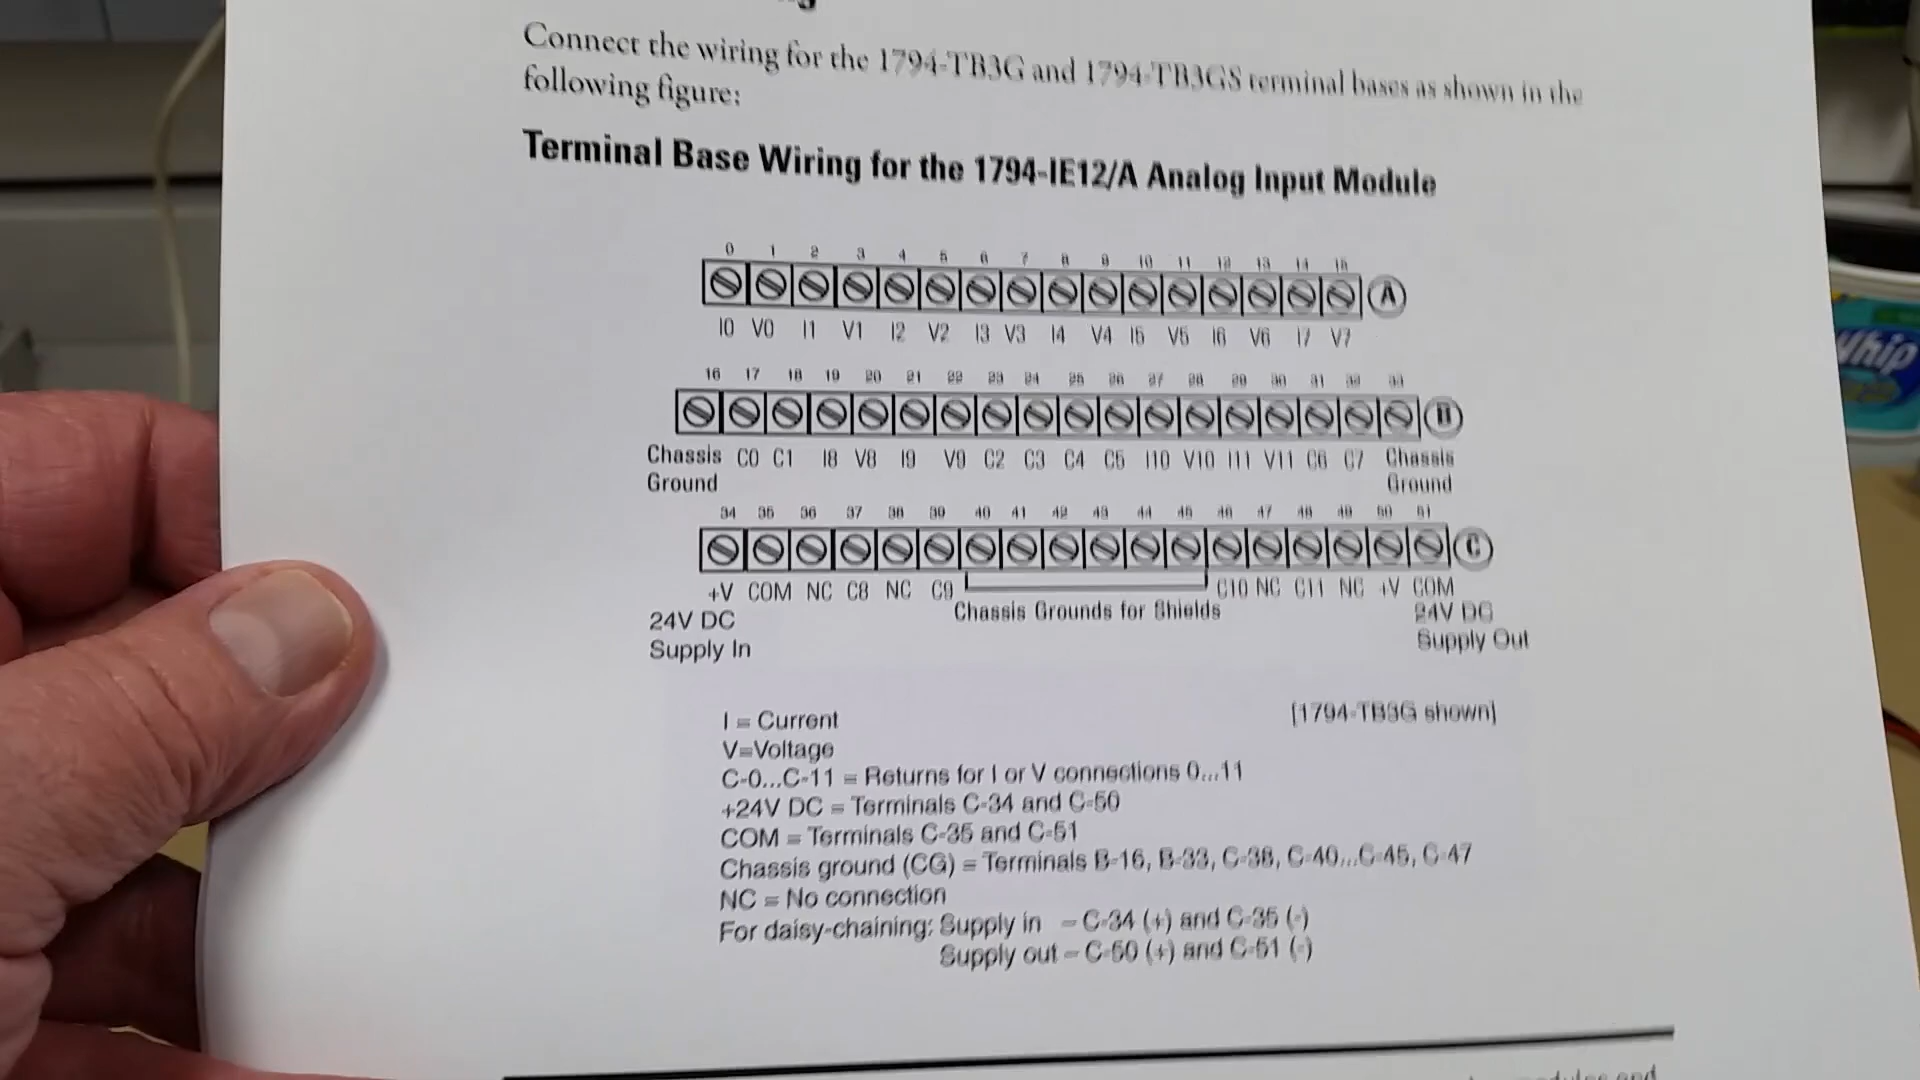 Connect the wiring for the 1794-TB3G and 1794-TB3GS terminal bases as shown in the
following figure:
Terminal Base Wiring for the 1794-IE12/A Analog Input Module
0 1 2 3 4 5 6 7 8 9 10 11 12 13 14 15
A
I0 V0 I1 V1 I2 V2 I3 V3 I4 V4 I5 V5 I6 V6 I7 V7
16 17 18 19 20 21 22 23 24 25 26 27 28 29 30 31 32 33
B
Chassis C0 C1 I8 V8 I9 V9 C2 C3 C4 C5 I10 V10 I11 V11 C6 C7 Chassis
Ground Ground
34 35 36 37 38 39 40 41 42 43 44 45 46 47 48 49 50 51
C
+V COM NC C8 NC C9 C10 NC C11 NC +V COM
Chassis Grounds for Shields
24V DC 24V DC
Supply In Supply Out
I = Current [1794-TB3G shown]
V=Voltage
C-0...C-11 = Returns for I or V connections 0...11
+24V DC = Terminals C-34 and C-50
COM = Terminals C-35 and C-51
Chassis ground (CG) = Terminals B-16, B-33, C-38, C-40...C-45, C-47
NC = No connection
For daisy-chaining: Supply in – C-34 (+) and C-35 (-)
Supply out – C-50 (+) and C-51 (-)
Whip